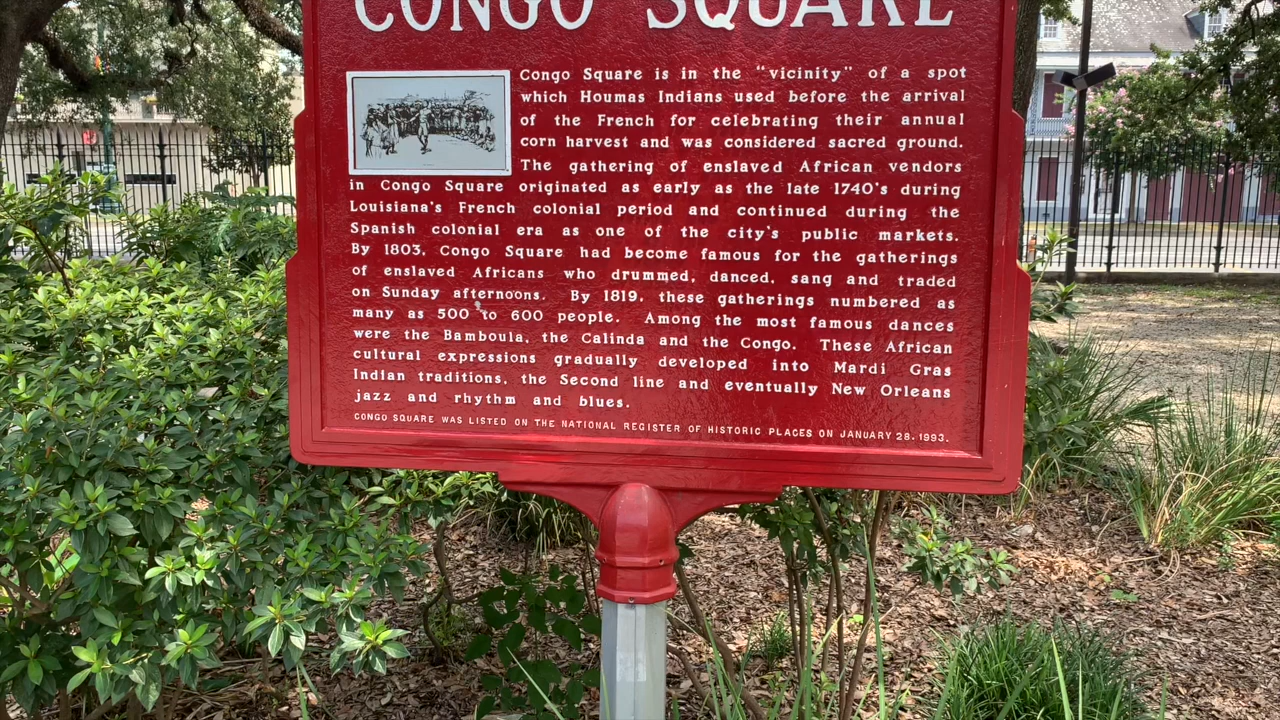 CONGO SQUARE
Congo Square is in the "vicinity" of a spot
which Houmas Indians used before the arrival
of the French for celebrating their annual
corn harvest and was considered sacred ground.
The gathering of enslaved African vendors
in Congo Square originated as early as the late 1740's during
Louisiana's French colonial period and continued during the
Spanish colonial era as one of the city's public markets.
By 1803, Congo Square had become famous for the gatherings
of enslaved Africans who drummed, danced, sang and traded
on Sunday afternoons. By 1819, these gatherings numbered as
many as 500 to 600 people. Among the most famous dances
were the Bamboula, the Calinda and the Congo. These African
cultural expressions gradually developed into Mardi Gras
Indian traditions, the Second line and eventually New Orleans
jazz and rhythm and blues.
CONGO SQUARE WAS LISTED ON THE NATIONAL REGISTER OF HISTORIC PLACES ON JANUARY 28, 1993.